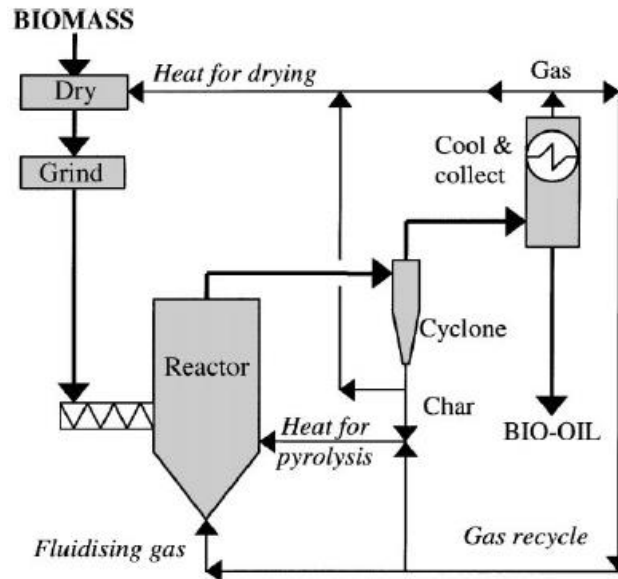 BIOMASS
Heat for drying
Gas
Dry
Cool &
collect
Grind
Cyclone
Reactor
Char
Heat for
pyrolysis
BIO-OIL
Fluidising gas
Gas recycle